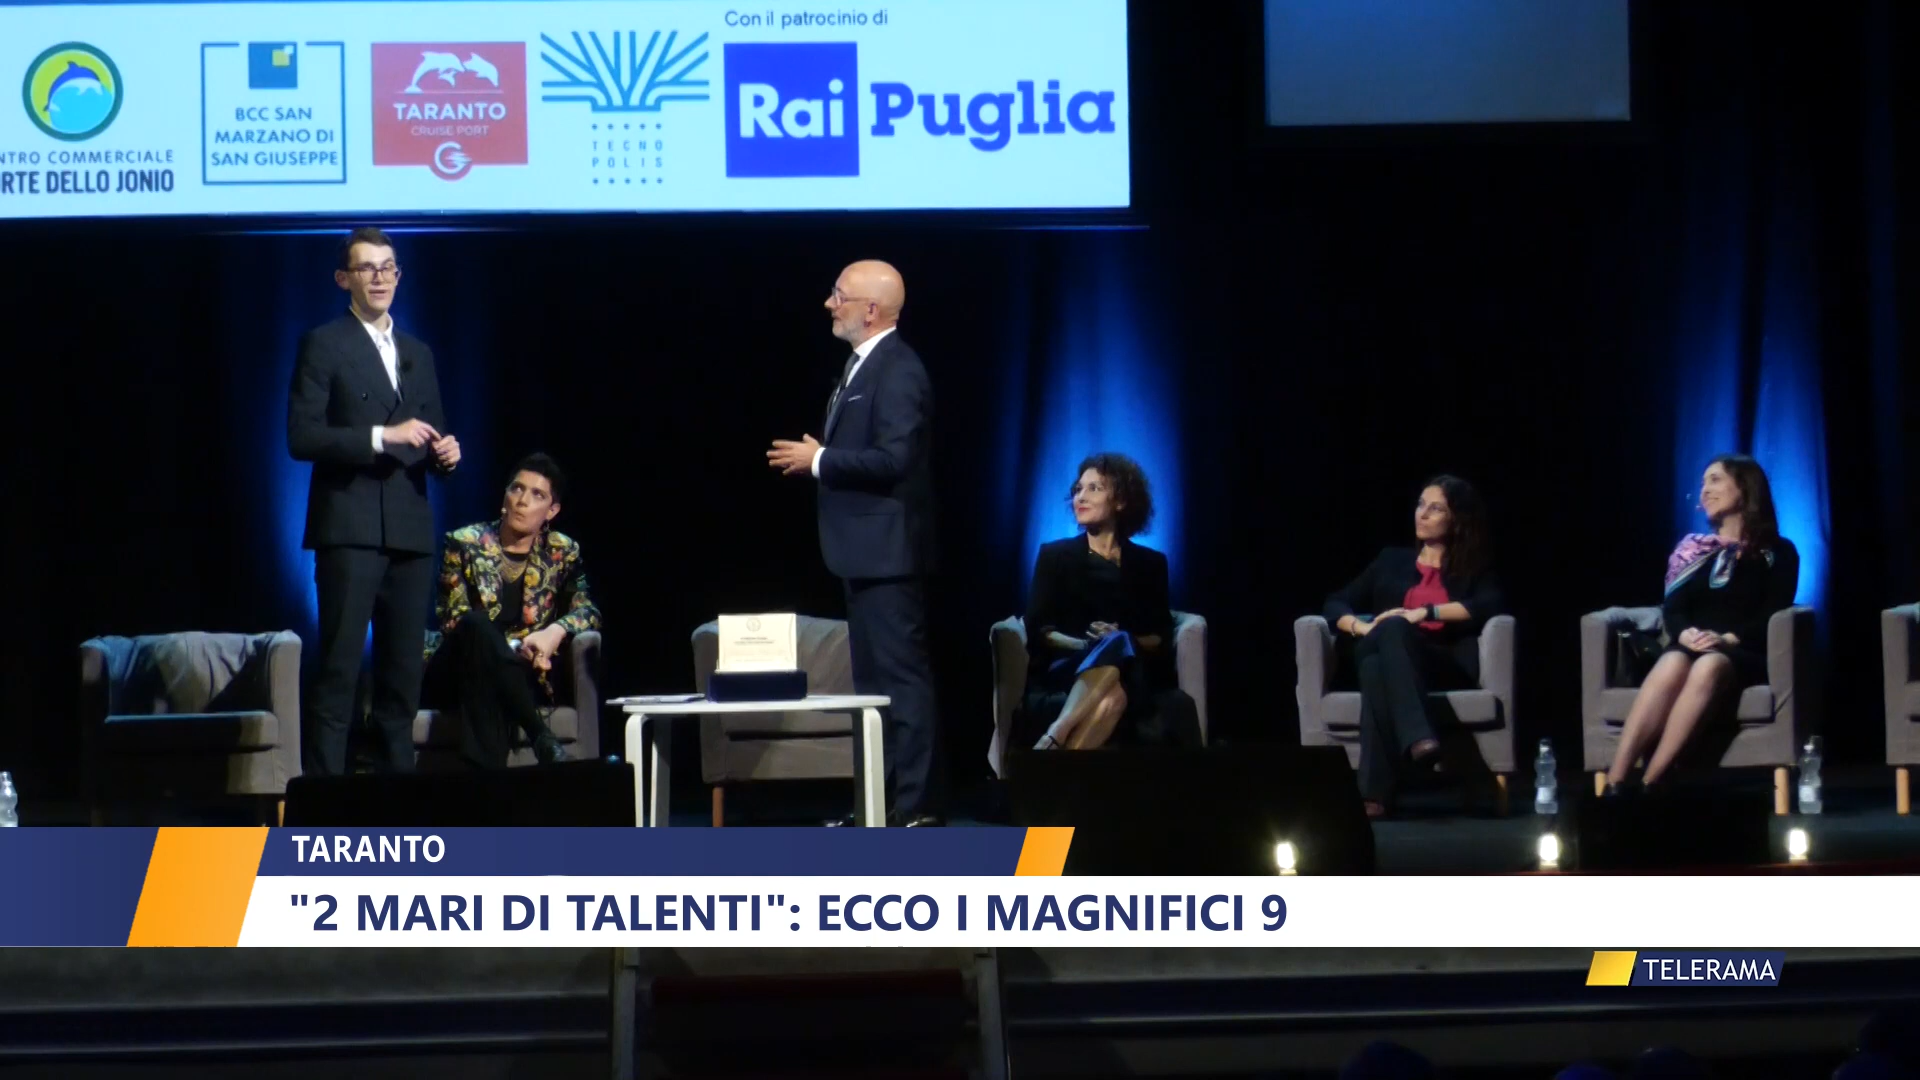 Con il patrocinio di
NTRO COMMERCIALE
RTE DELLO JONIO
BCC SAN
MARZANO DI
SAN GIUSEPPE
TARANTO
CRUISE PORT
TECNO
POLIS
Rai Puglia
TARANTO
"2 MARI DI TALENTI": ECCO I MAGNIFICI 9
TELERAMA